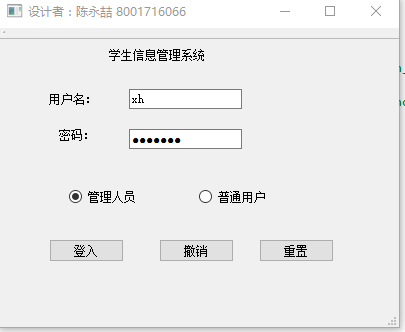 设计者：陈永喆 8001716066
学生信息管理系统
用户名： xh
密码： ●●●●●●●
管理人员 普通用户
登入 撤销 重置